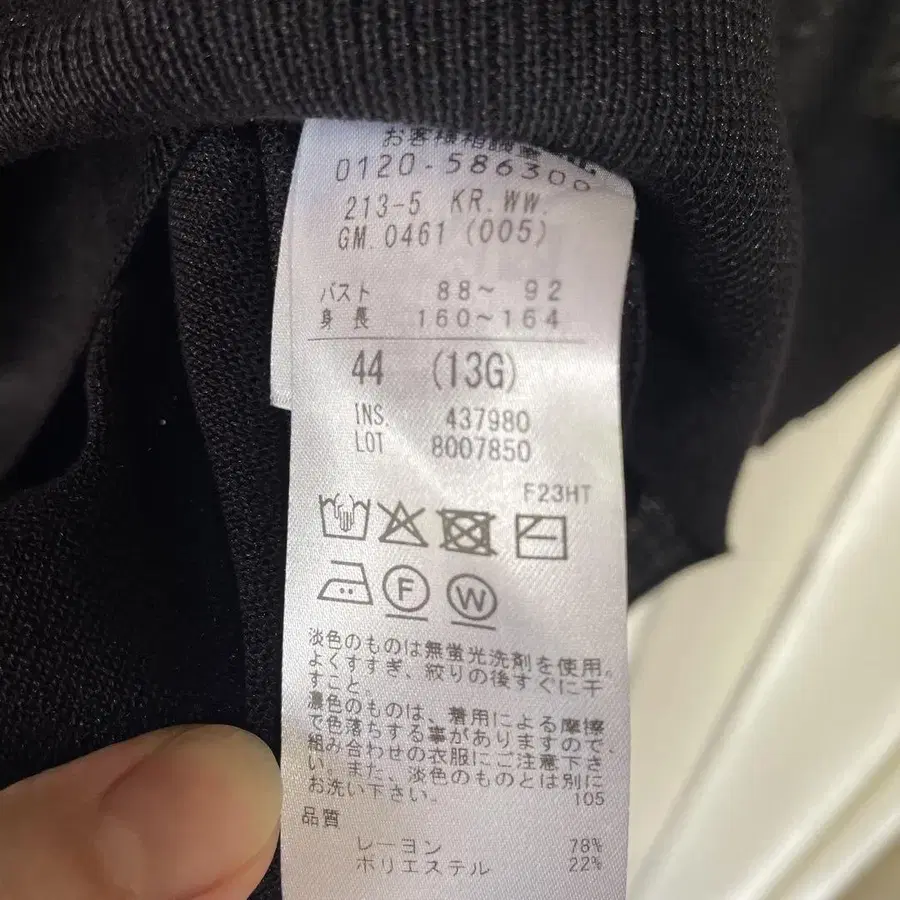 お客様相談室
0120-586300
213-5 KR.WW.
GM.0461 (005)
バスト 88～ 92
身長 160～164
44 (13G)
INS. 437980
LOT 8007850
F23HT
F W
淡色のものは無蛍光洗剤を使用。
よくすすぎ、絞りの後すぐに干
すこと。
濃色のものは、着用による摩擦
で色落ちする事がありますので、
組み合わせの衣服にご注意下さ
い。また、淡色のものとは別に
お洗い下さい。 105
品質
レーヨン 78%
ポリエステル 22%